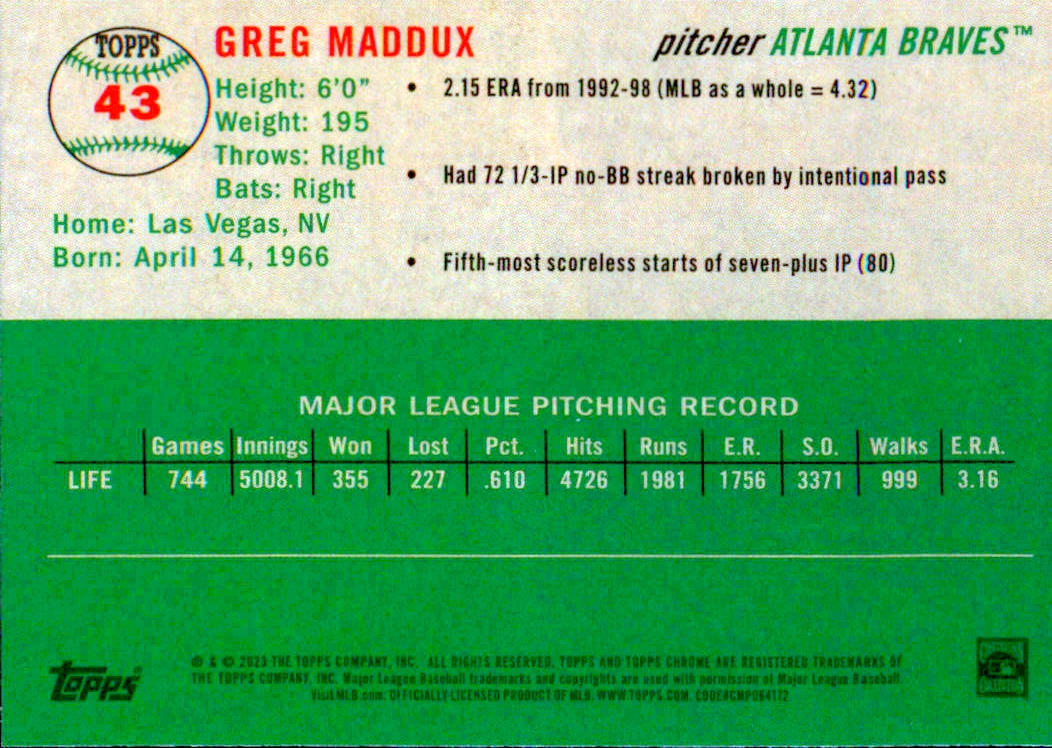 TOPPS
43
GREG MADDUX
pitcher ATLANTA BRAVES™
Height: 6'0"
Weight: 195
Throws: Right
Bats: Right
Home: Las Vegas, NV
Born: April 14, 1966
• 2.15 ERA from 1992-98 (MLB as a whole = 4.32)
• Had 72 1/3-IP no-BB streak broken by intentional pass
• Fifth-most scoreless starts of seven-plus IP (80)
MAJOR LEAGUE PITCHING RECORD
Games Innings Won Lost Pct. Hits Runs E.R. S.O. Walks E.R.A.
LIFE 744 5008.1 355 227 .610 4726 1981 1756 3371 999 3.16
topps
® & © 2023 THE TOPPS COMPANY, INC. ALL RIGHTS RESERVED. TOPPS AND TOPPS CHROME ARE REGISTERED TRADEMARKS OF
THE TOPPS COMPANY, INC. Major League Baseball trademarks and copyrights are used with permission of Major League Baseball.
Visit MLB.com. OFFICIALLY LICENSED PRODUCT OF MLB. WWW.TOPPS.COM. CODE#CMP064172